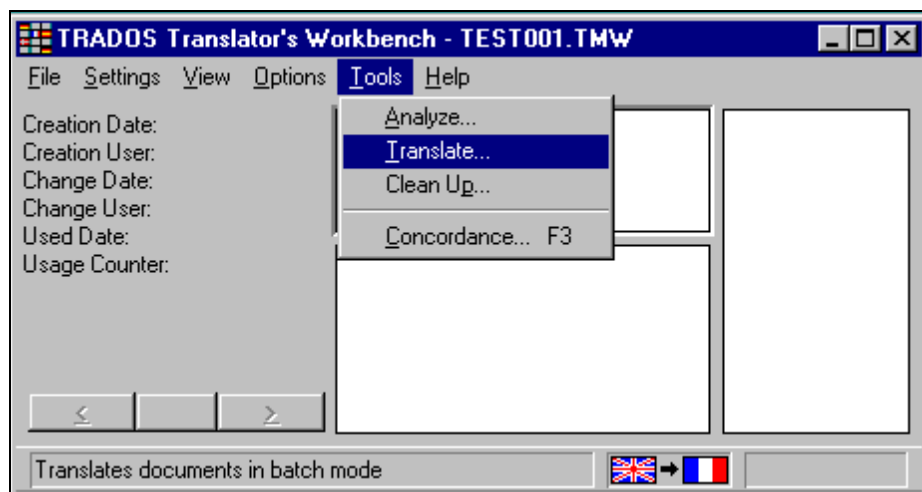 TRADOS Translator's Workbench - TEST001.TMW
File Settings View Options Tools Help
Creation Date:
Creation User:
Change Date:
Change User:
Used Date:
Usage Counter:
Analyze...
Translate...
Clean Up...
Concordance... F3
< >
Translates documents in batch mode